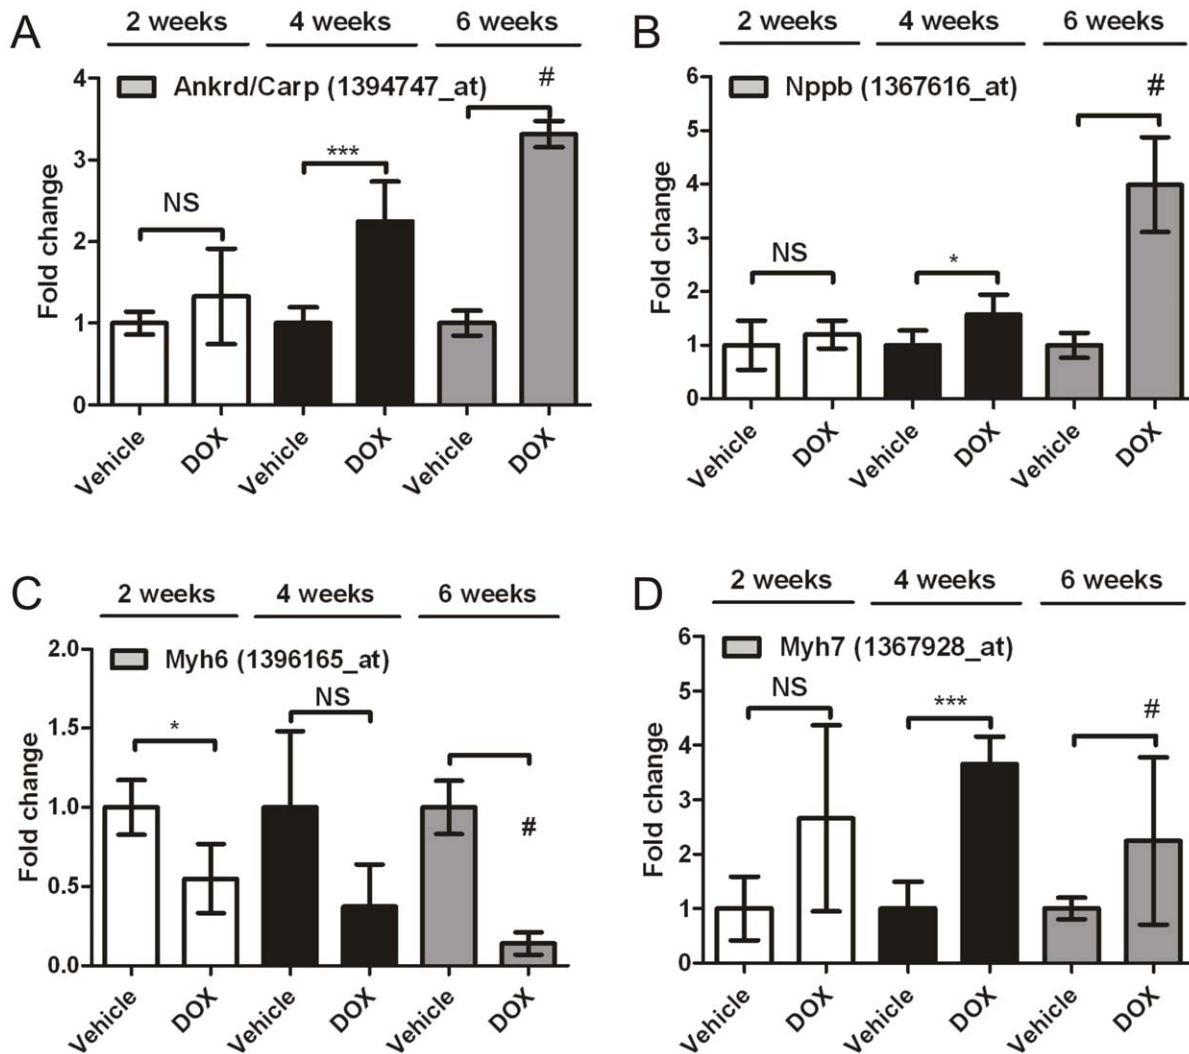 A
2 weeks 4 weeks 6 weeks
Ankrd/Carp (1394747_at)
#
***
NS
Fold change
4
3
2
1
0
Vehicle DOX Vehicle DOX Vehicle DOX
B
2 weeks 4 weeks 6 weeks
Nppb (1367616_at)
#
NS
*
Fold change
6
5
4
3
2
1
0
Vehicle DOX Vehicle DOX Vehicle DOX
C
2 weeks 4 weeks 6 weeks
Myh6 (1396165_at)
NS
*
#
Fold change
2.0
1.5
1.0
0.5
0.0
Vehicle DOX Vehicle DOX Vehicle DOX
D
2 weeks 4 weeks 6 weeks
Myh7 (1367928_at)
NS
***
#
Fold change
6
5
4
3
2
1
0
Vehicle DOX Vehicle DOX Vehicle DOX